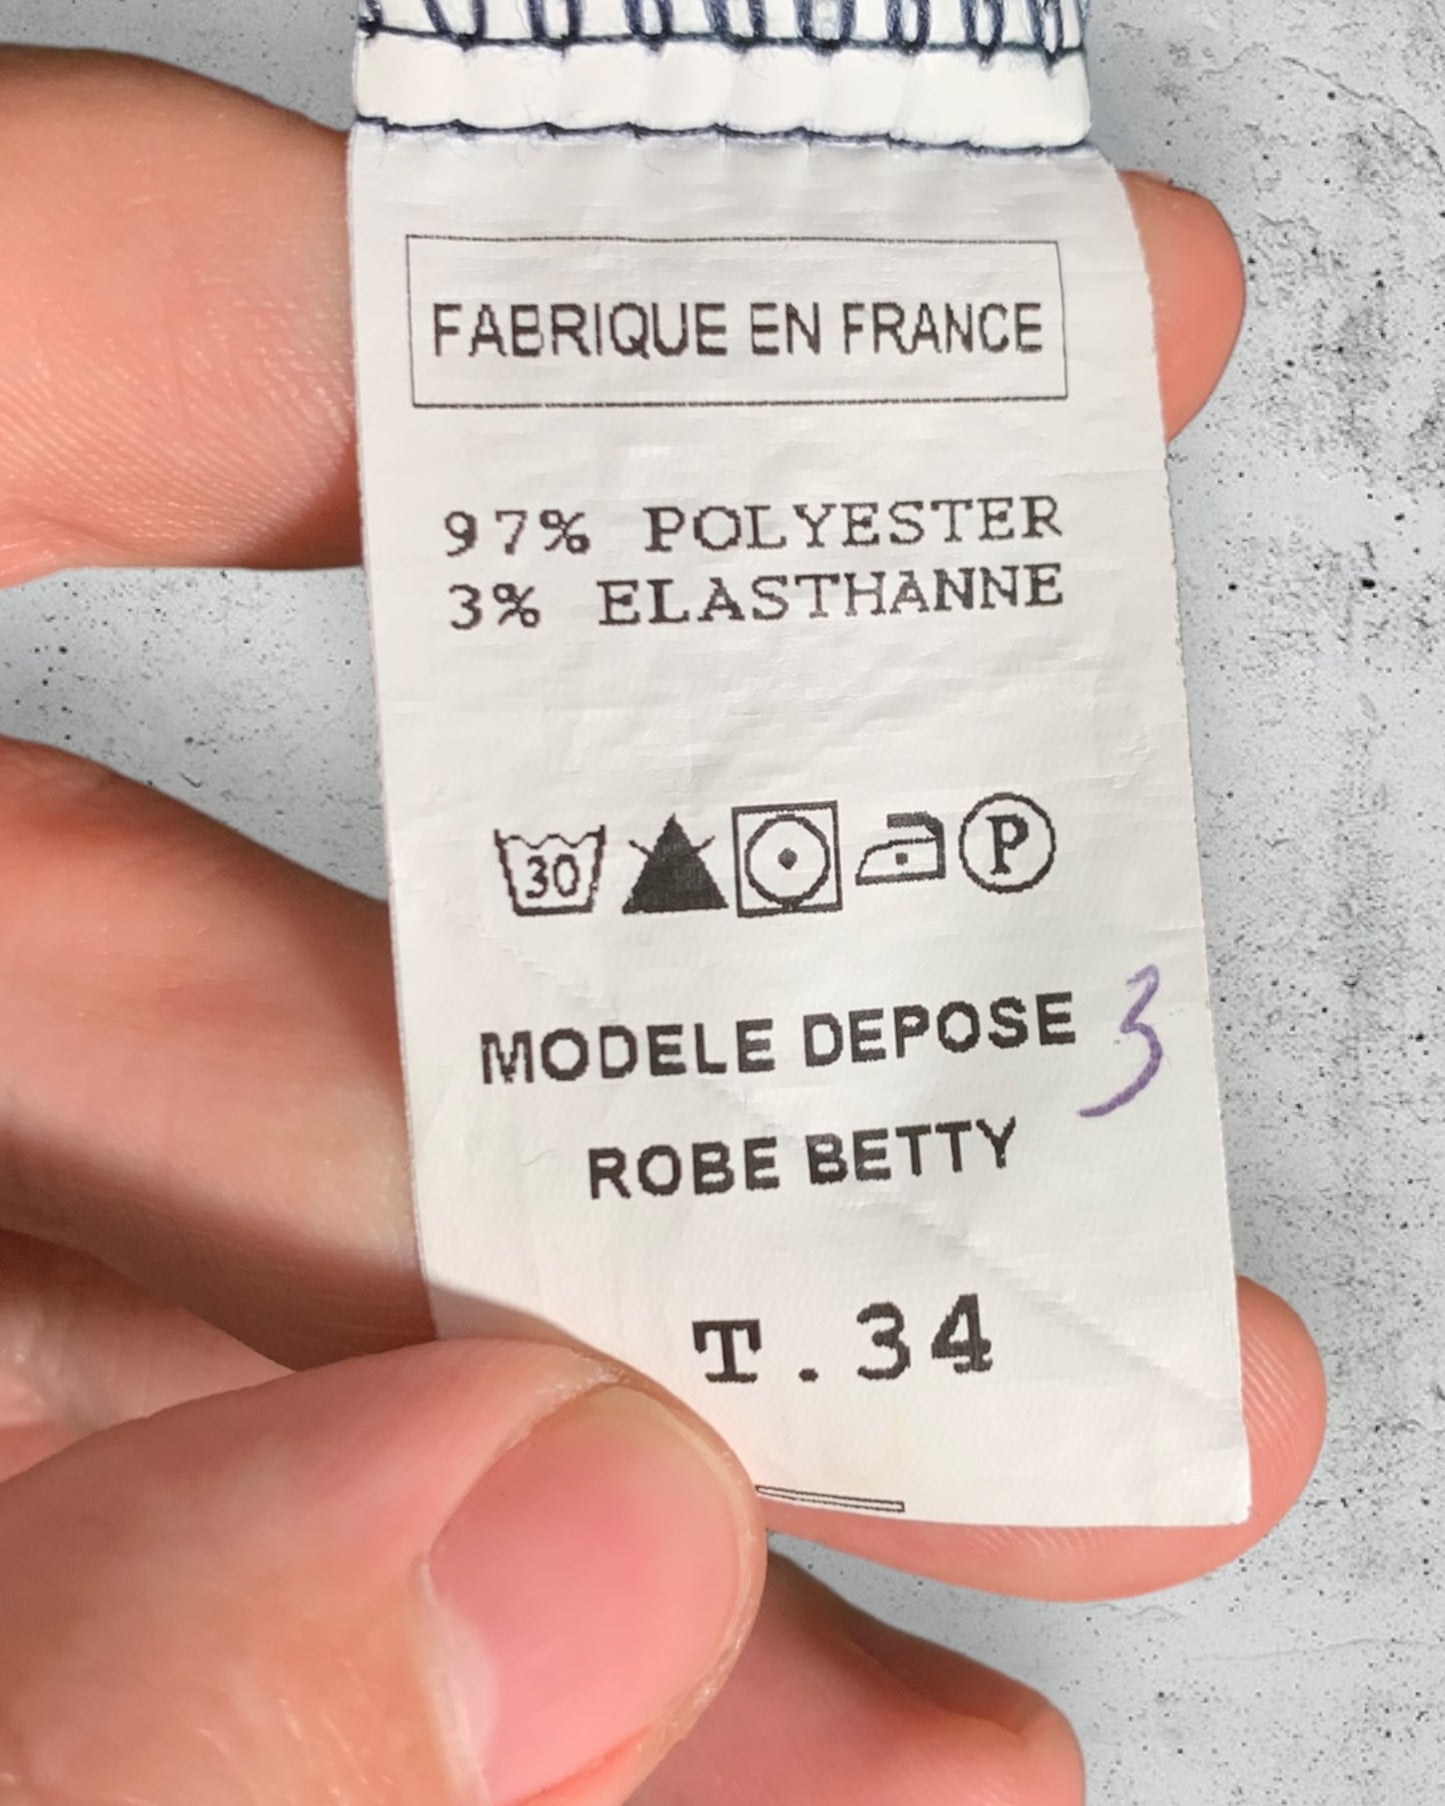 FABRIQUE EN FRANCE
97% POLYESTER
3% ELASTHANNE
30 P
MODELE DEPOSE 3
ROBE BETTY
T.34